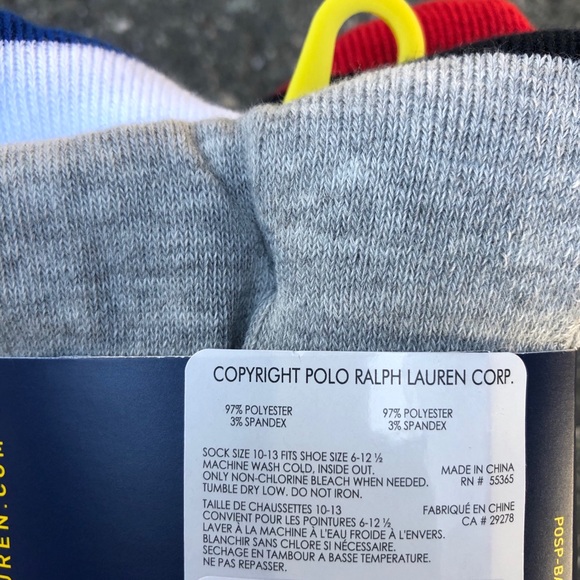 COPYRIGHT POLO RALPH LAUREN CORP.
97% POLYESTER
3% SPANDEX
97% POLYESTER
3% SPANDEX
SOCK SIZE 10-13 FITS SHOE SIZE 6-12 ½
MACHINE WASH COLD, INSIDE OUT.
ONLY NON-CHLORINE BLEACH WHEN NEEDED.
TUMBLE DRY LOW. DO NOT IRON.
MADE IN CHINA
RN # 55365
TAILLE DE CHAUSSETTES 10-13
CONVIENT POUR LES POINTURES 6-12 ½
LAVER À LA MACHINE À L'EAU FROIDE À L'ENVERS.
BLANCHIR SANS CHLORE SI NÉCESSAIRE.
SECHAGE EN TAMBOUR A BASSE TEMPERATURE.
NE PAS REPASSER.
FABRIQUÉ EN CHINE
CA # 29278
UREN.COM
POSP-BA